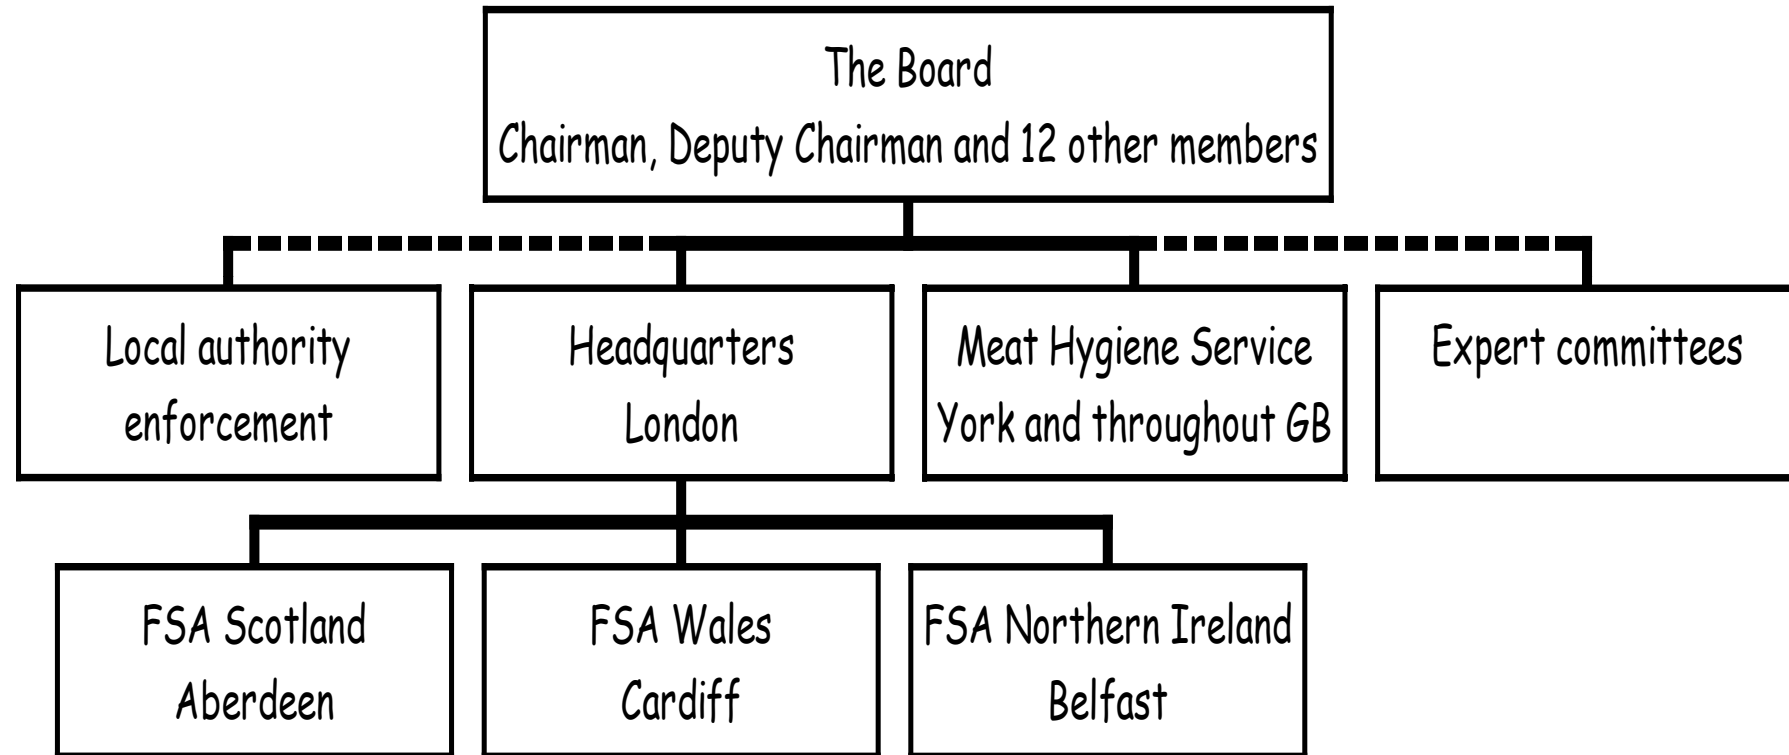 The Board
Chairman, Deputy Chairman and 12 other members
Local authority
enforcement
Headquarters
London
Meat Hygiene Service
York and throughout GB
Expert committees
FSA Scotland
Aberdeen
FSA Wales
Cardiff
FSA Northern Ireland
Belfast